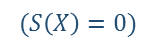 (S(X) = 0)